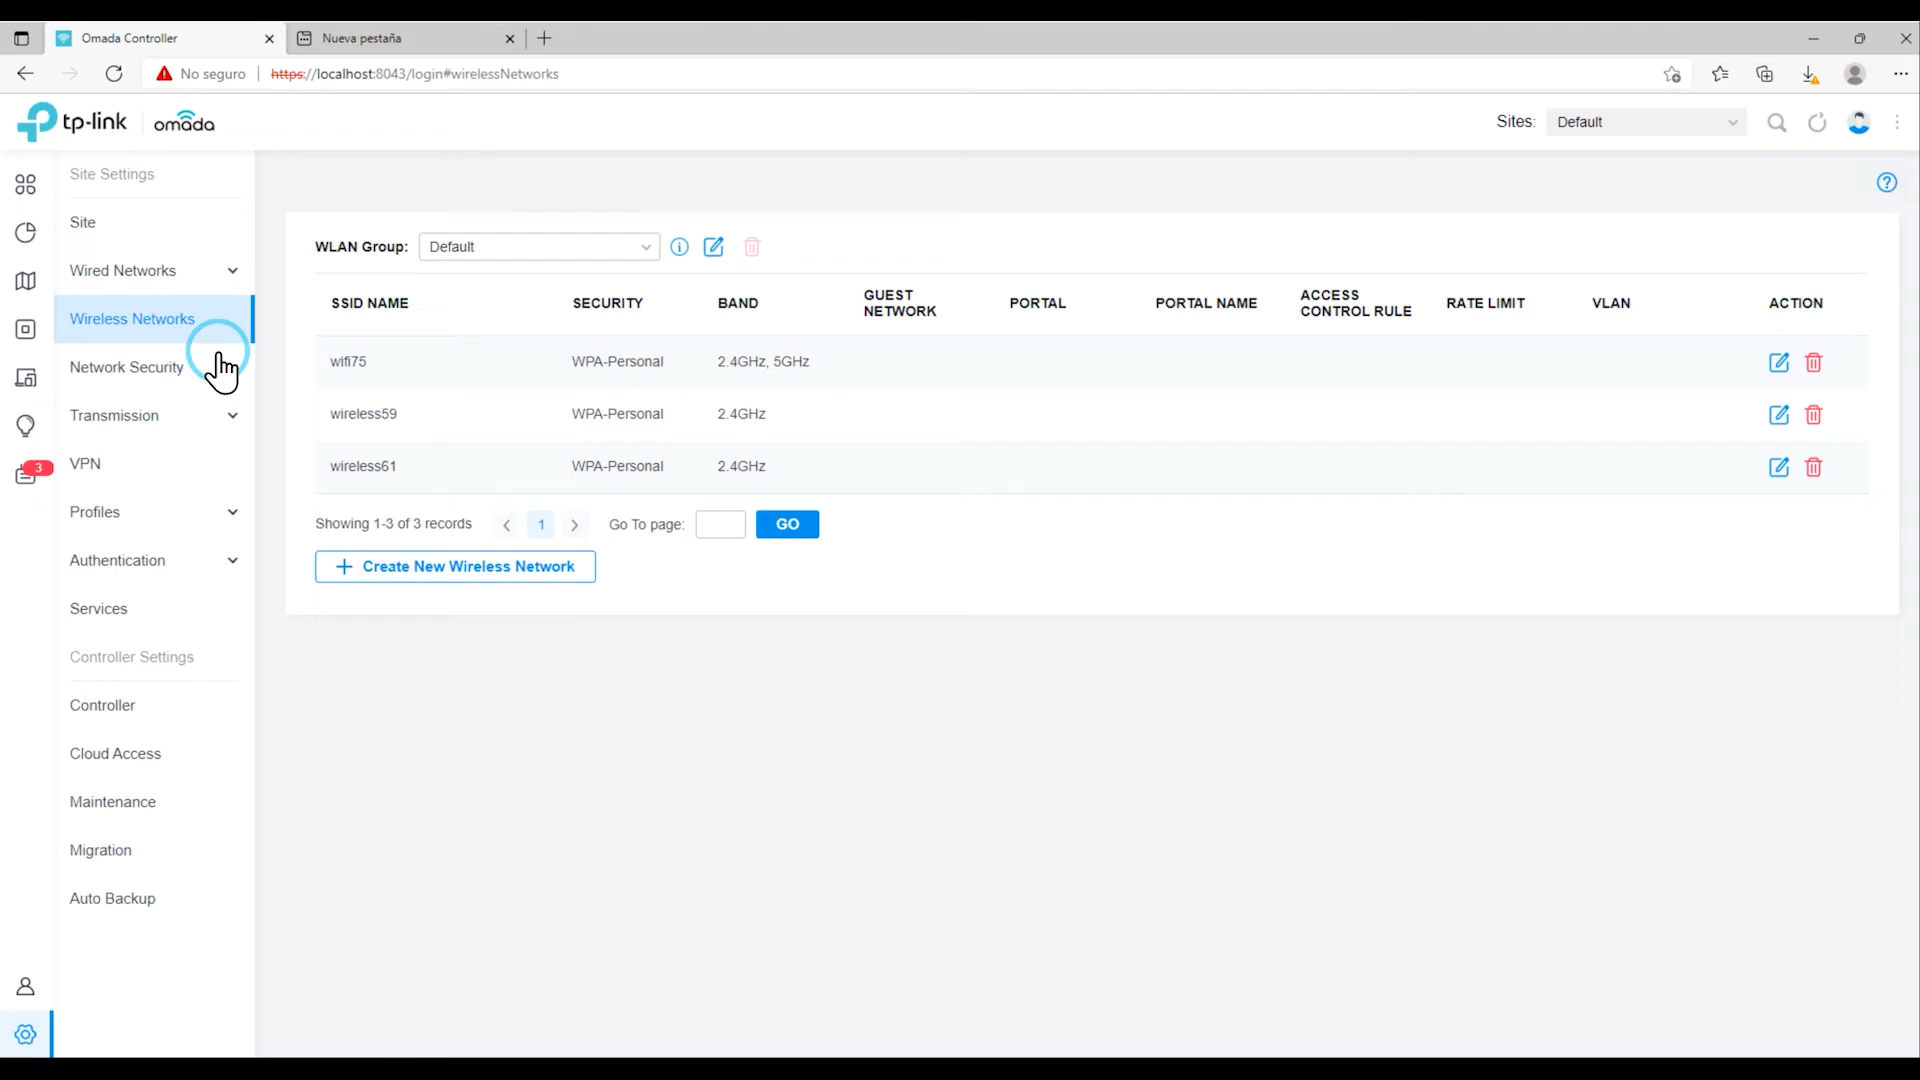 Omada Controller
Nueva pestaña
No seguro
https://localhost:8043/login#wirelessNetworks
tp-link
omada
Sites:
Default
Site Settings
Site
Wired Networks
Wireless Networks
Network Security
Transmission
3
VPN
Profiles
Authentication
Services
Controller Settings
Controller
Cloud Access
Maintenance
Migration
Auto Backup
WLAN Group:
Default
SSID NAME
SECURITY
BAND
GUEST
NETWORK
PORTAL
PORTAL NAME
ACCESS
CONTROL RULE
RATE LIMIT
VLAN
ACTION
wifi75
WPA-Personal
2.4GHz, 5GHz
wireless59
WPA-Personal
2.4GHz
wireless61
WPA-Personal
2.4GHz
Showing 1-3 of 3 records
1
Go To page:
GO
Create New Wireless Network